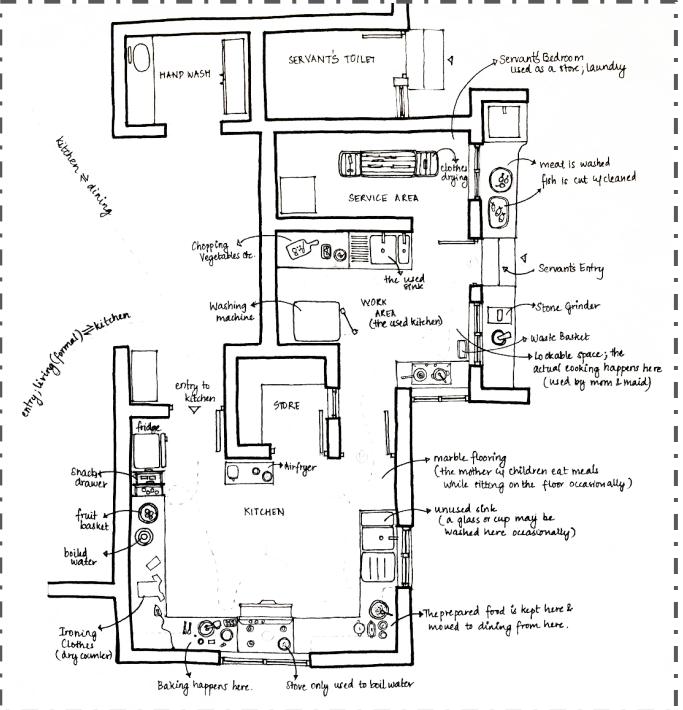 HAND WASH
SERVANT'S TOILET
Servant's Bedroom
used as a store, laundry
kitchen ⇌ dining
clothes
drying
SERVICE AREA
meat is washed
fish is cut & cleaned
Chopping
Vegetables etc.
the used
sink
Servant's Entry
Washing
machine
WORK
AREA
(the used kitchen)
Stone Grinder
Waste Basket
Lockable space; the
actual cooking happens here
(used by mom & maid)
entry; living (formal) ⇌ kitchen
entry to
kitchen
STORE
fridge
Snacks
drawer
Airfryer
marble flooring
(the mother & children eat meals
while sitting on the floor occasionally)
KITCHEN
fruit
basket
unused sink
(a glass or cup may be
washed here occasionally)
boiled
water
Ironing
Clothes
(dry counter)
The prepared food is kept here &
moved to dining from here.
Baking happens here.
Stove only used to boil water